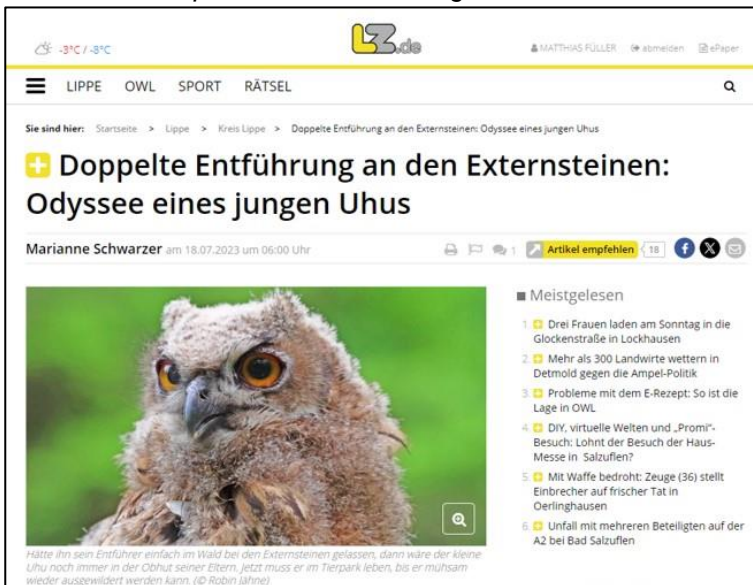 -3°C / -8°C
LZ.de
MATTHIAS FÜLLER abmelden ePaper
LIPPE OWL SPORT RÄTSEL
Sie sind hier: Startseite > Lippe > Kreis Lippe > Doppelte Entführung an den Externsteinen: Odyssee eines jungen Uhus
Doppelte Entführung an den Externsteinen:
Odyssee eines jungen Uhus
Marianne Schwarzer am 18.07.2023 um 06:00 Uhr
1 Artikel empfehlen 18
Meistgelesen
1. Drei Frauen laden am Sonntag in die
Glockenstraße in Lockhausen
2. Mehr als 300 Landwirte wettern in
Detmold gegen die Ampel-Politik
3. Probleme mit dem E-Rezept: So ist die
Lage in OWL
4. DIY, virtuelle Welten und „Promi“-
Besuch: Lohnt der Besuch der Haus-
Messe in Salzuflen?
5. Mit Waffe bedroht: Zeuge (36) stellt
Einbrecher auf frischer Tat in
Oerlinghausen
6. Unfall mit mehreren Beteiligten auf der
A2 bei Bad Salzuflen
Hätte ihn sein Entführer einfach im Wald bei den Externsteinen gelassen, dann wäre der kleine
Uhu noch immer in der Obhut seiner Eltern. Jetzt muss er im Tierpark leben, bis er mühsam
wieder ausgewildert werden kann. (© Robin Jähne)